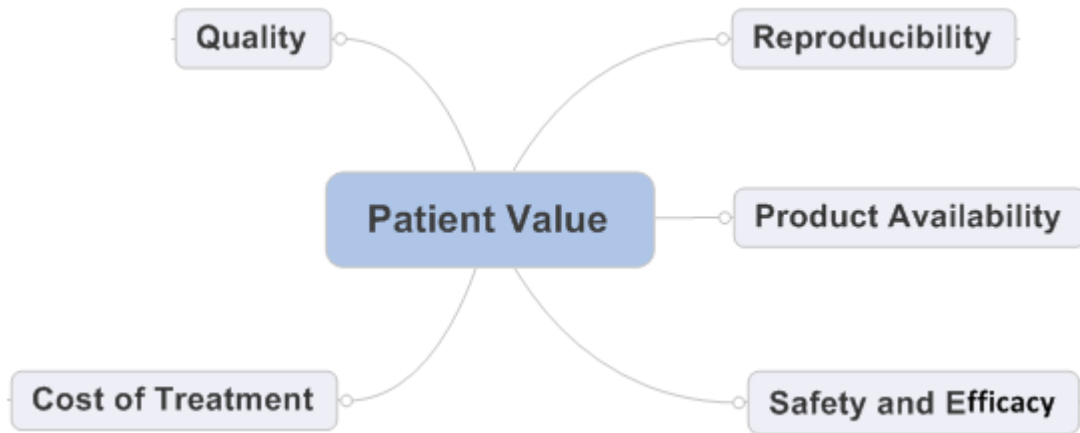 Quality
Reproducibility
Patient Value
Product Availability
Cost of Treatment
Safety and Efficacy